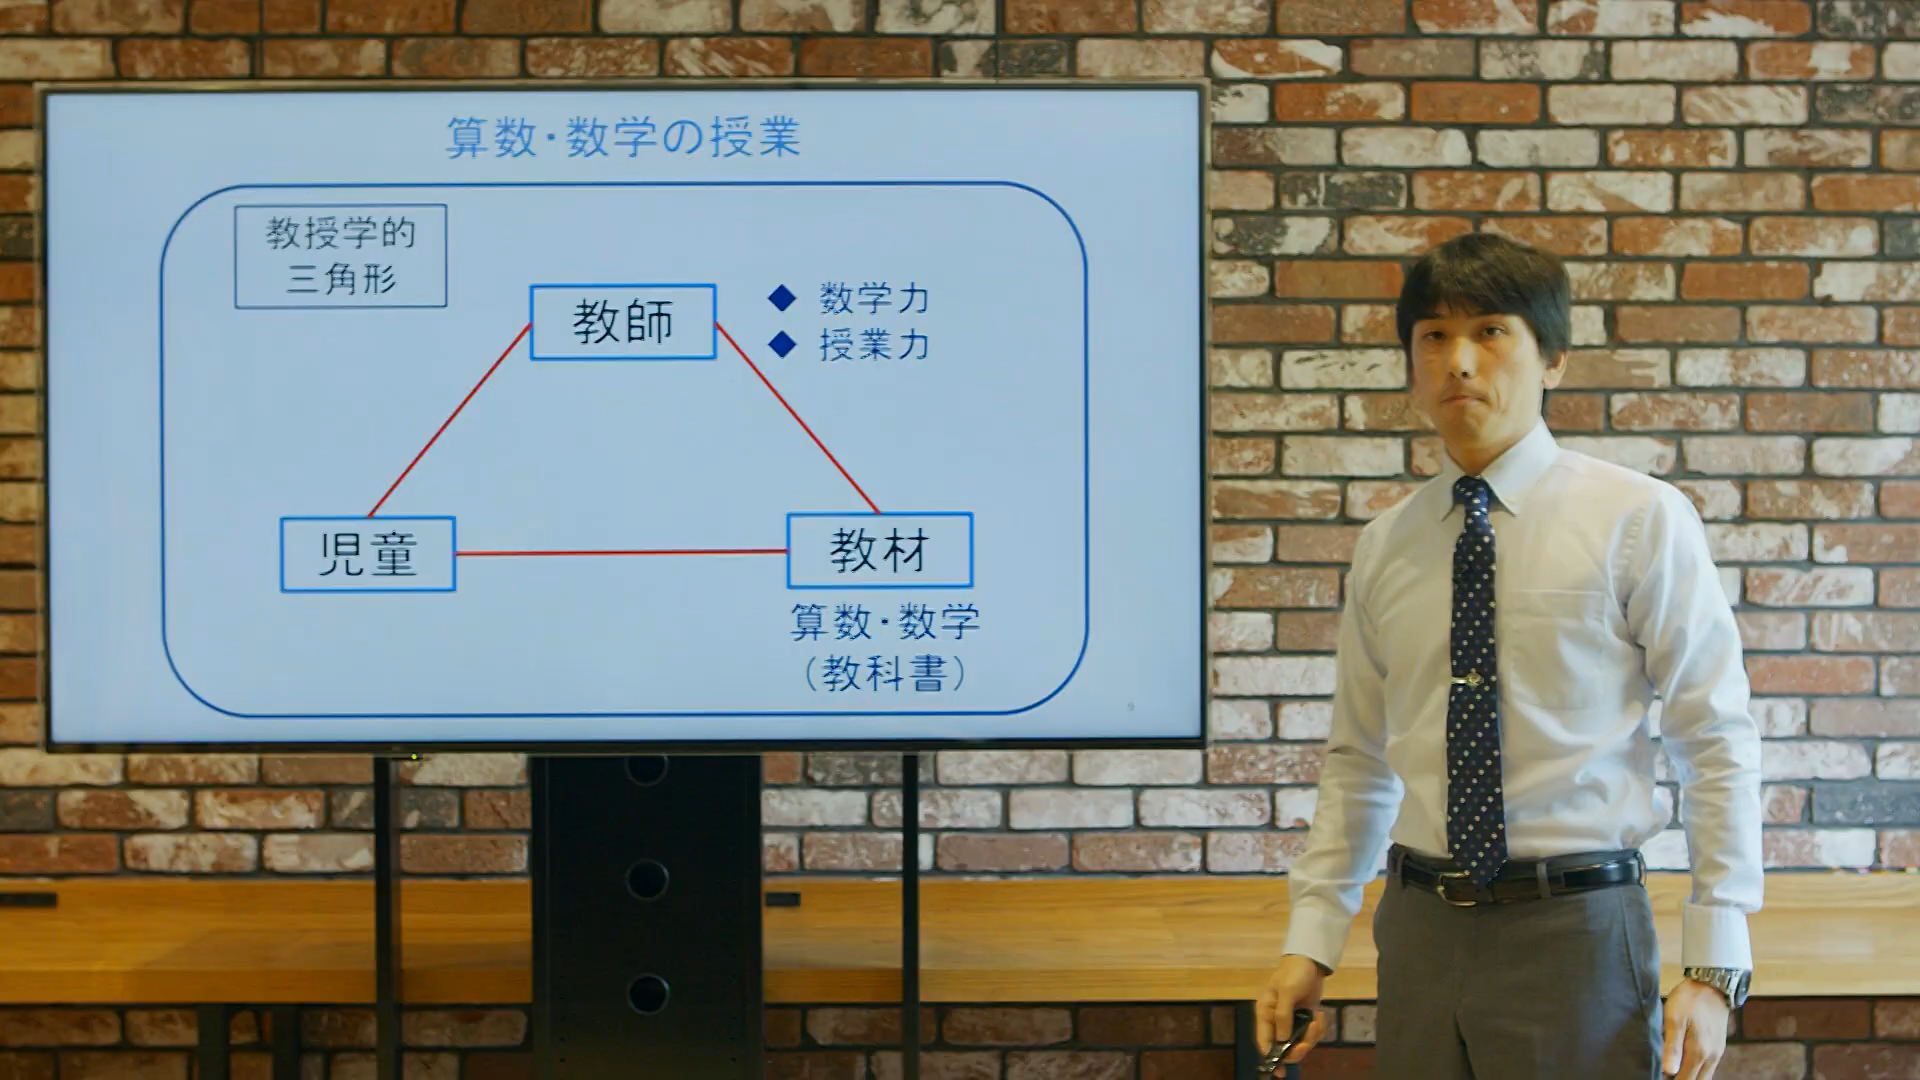 算数・数学の授業
教授学的
三角形
教師
◆ 数学力
◆ 授業力
児童
教材
算数・数学
（教科書）